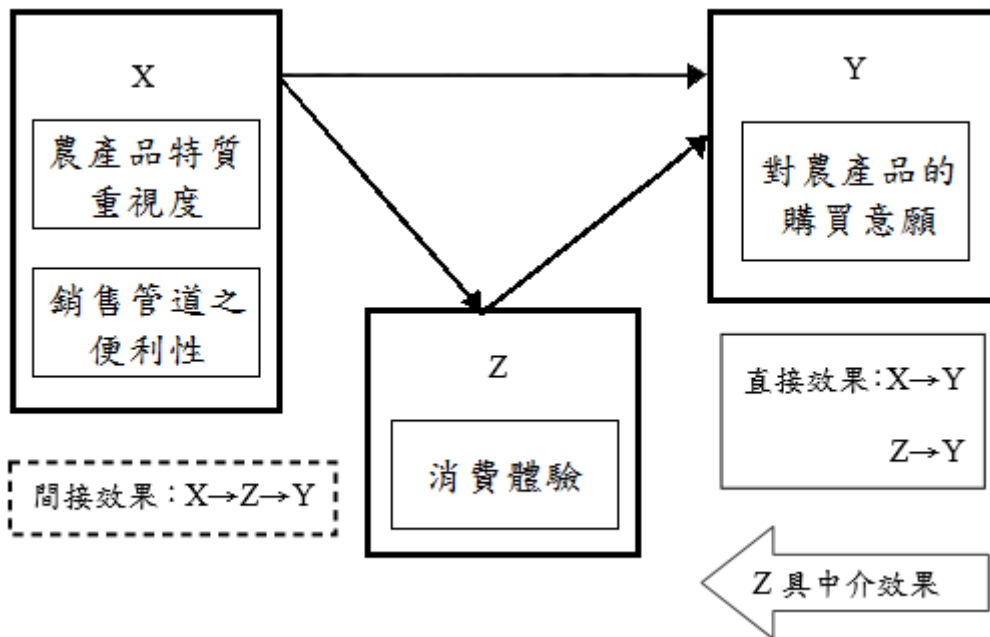 X
農產品特質
重視度
銷售管道之
便利性
Y
對農產品的
購買意願
Z
消費體驗
直接效果：X→Y
Z→Y
間接效果：X→Z→Y
Z 具中介效果